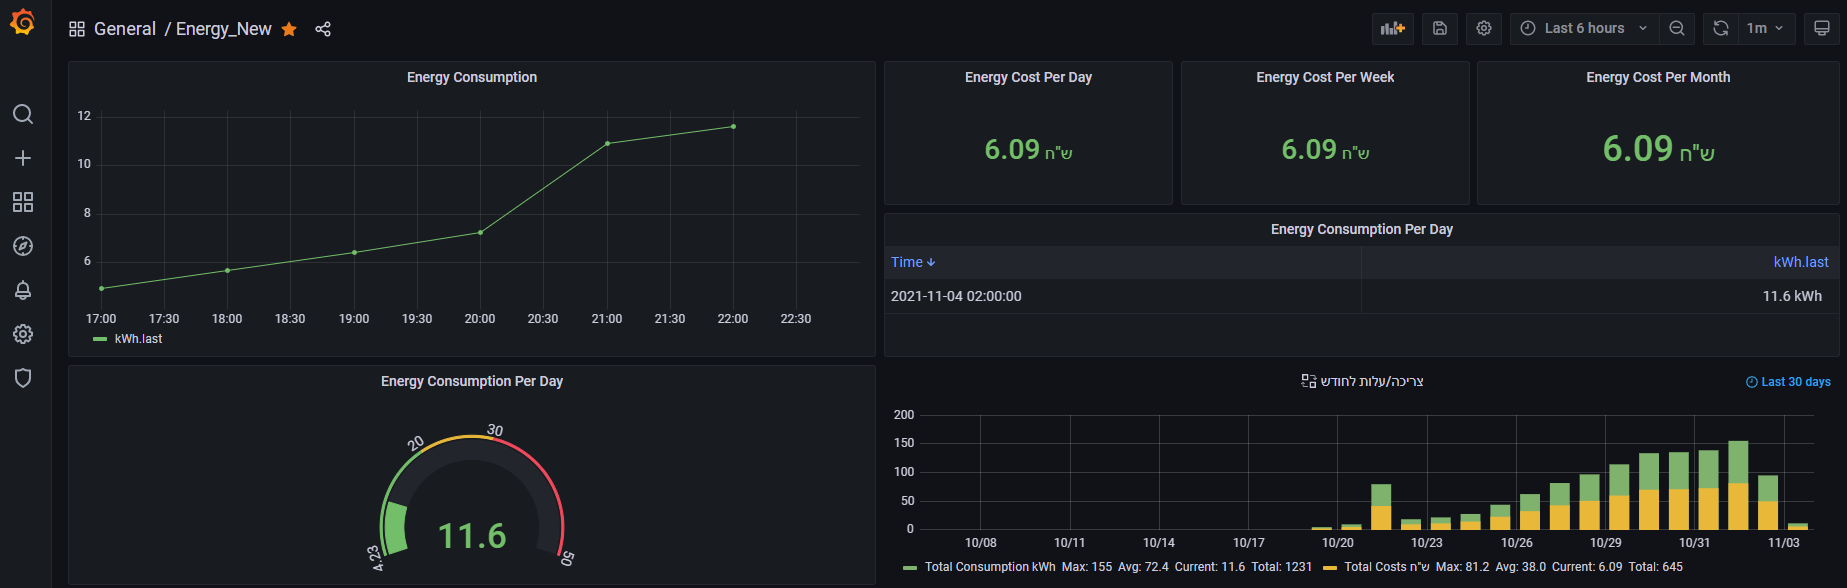 General / Energy_New
Last 6 hours
1m
Energy Consumption
12
10
8
6
17:00 17:30 18:00 18:30 19:00 19:30 20:00 20:30 21:00 21:30 22:00 22:30
kWh.last
Energy Cost Per Day
6.09 ש"ח
Energy Cost Per Week
6.09 ש"ח
Energy Cost Per Month
6.09 ש"ח
Energy Consumption Per Day
Time kWh.last
2021-11-04 02:00:00 11.6 kWh
Energy Consumption Per Day
4.23
20
30
50
11.6
צריכה/עלות לחודש
Last 30 days
200
150
100
50
0
10/08 10/11 10/14 10/17 10/20 10/23 10/26 10/29 10/31 11/03
Total Consumption kWh Max: 155 Avg: 72.4 Current: 11.6 Total: 1231 Total Costs ש"ח Max: 81.2 Avg: 38.0 Current: 6.09 Total: 645